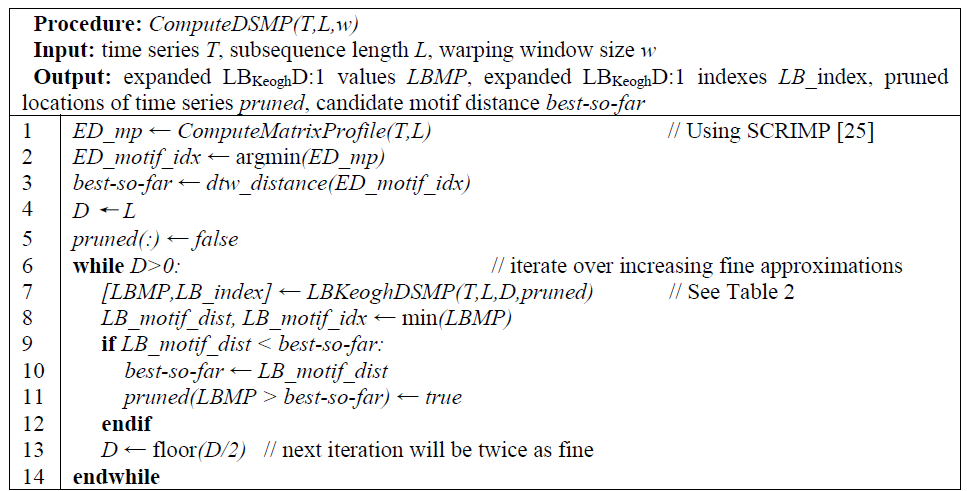 Procedure: ComputeDSMP(T,L,w)
Input: time series T, subsequence length L, warping window size w
Output: expanded LBKeoghD:1 values LBMP, expanded LBKeoghD:1 indexes LB_index, pruned
locations of time series pruned, candidate motif distance best-so-far
1 ED_mp ← ComputeMatrixProfile(T,L) // Using SCRIMP [25]
2 ED_motif_idx ← argmin(ED_mp)
3 best-so-far ← dtw_distance(ED_motif_idx)
4 D ← L
5 pruned(:) ← false
6 while D>0: // iterate over increasing fine approximations
7 [LBMP,LB_index] ← LBKeoghDSMP(T,L,D,pruned) // See Table 2
8 LB_motif_dist, LB_motif_idx ← min(LBMP)
9 if LB_motif_dist < best-so-far:
10 best-so-far ← LB_motif_dist
11 pruned(LBMP > best-so-far) ← true
12 endif
13 D ← floor(D/2) // next iteration will be twice as fine
14 endwhile